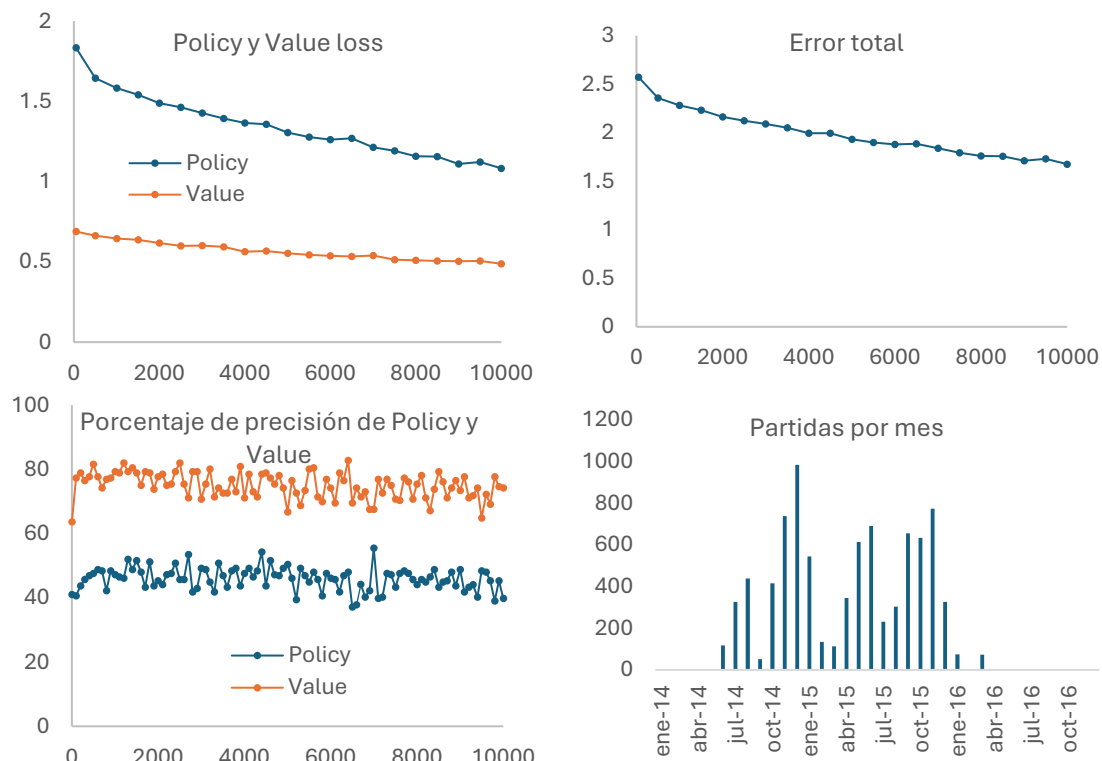 Policy y Value loss
2
1.5
1
0.5
0
Policy
Value
0 2000 4000 6000 8000 10000
Error total
3
2.5
2
1.5
1
0.5
0
0 2000 4000 6000 8000 10000
Porcentaje de precisión de Policy y
Value
100
80
60
40
20
0
Policy
Value
0 2000 4000 6000 8000 10000
Partidas por mes
1200
1000
800
600
400
200
0
ene-14 abr-14 jul-14 oct-14 ene-15 abr-15 jul-15 oct-15 ene-16 abr-16 jul-16 oct-16